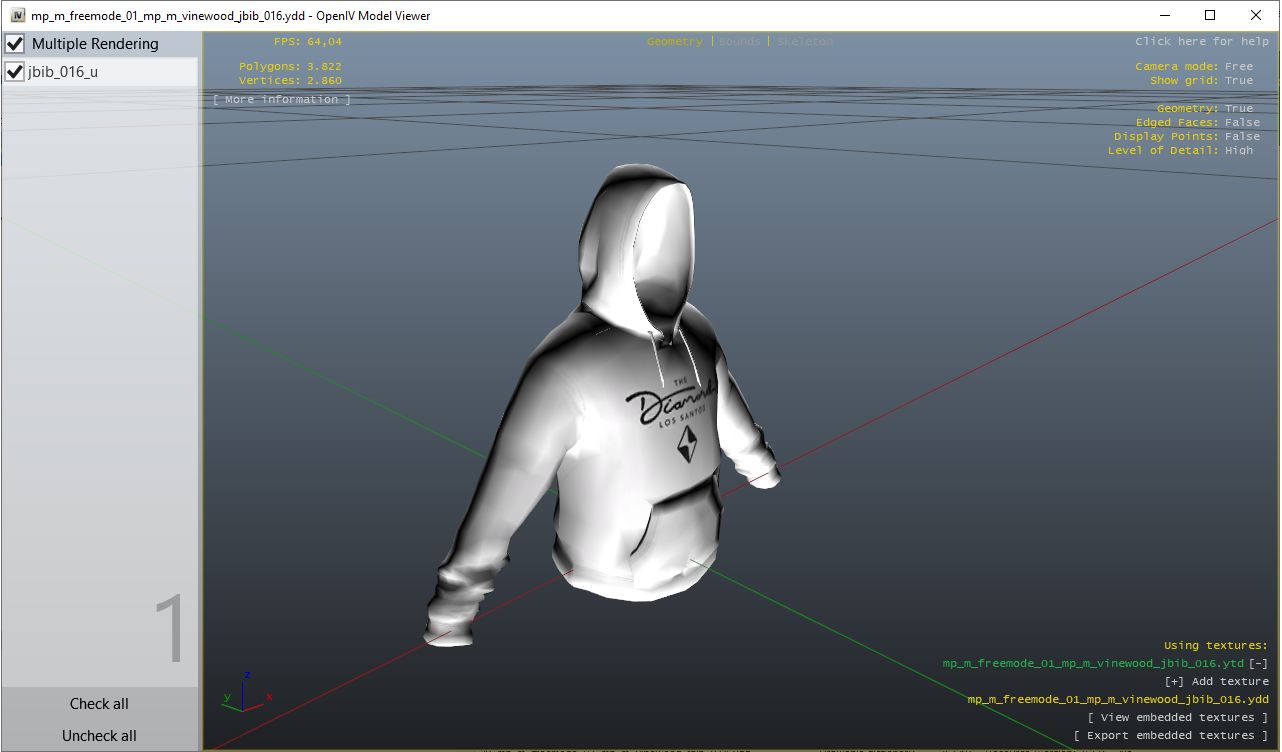 mp_m_freemode_01_mp_m_vinewood_jbib_016.ydd - OpenIV Model Viewer
Multiple Rendering
jbib_016_u
FPS: 64,04
Polygons: 3.822
Vertices: 2.860
[ More information ]
Geometry | Bounds | Skeleton
Click here for help
Camera mode: Free
Show grid: True
Geometry: True
Edged Faces: False
Display Points: False
Level of Detail: High
THE
Diamond
LOS SANTOS
1
Check all
Uncheck all
z
y
x
Using textures:
mp_m_freemode_01_mp_m_vinewood_jbib_016.ytd [-]
[+] Add texture
mp_m_freemode_01_mp_m_vinewood_jbib_016.ydd
[ View embedded textures ]
[ Export embedded textures ]